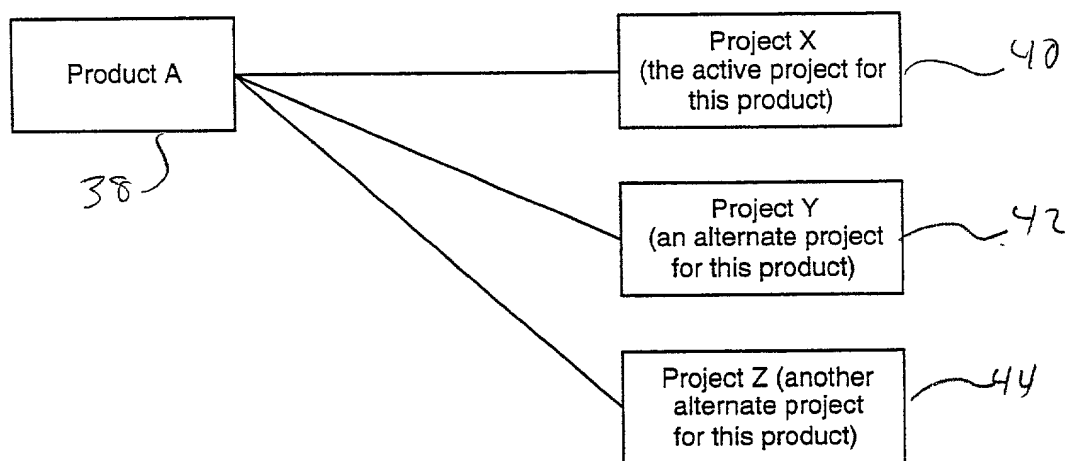 Product A
38
Project X
(the active project for
this product)
40
Project Y
(an alternate project
for this product)
42
Project Z (another
alternate project
for this product)
44